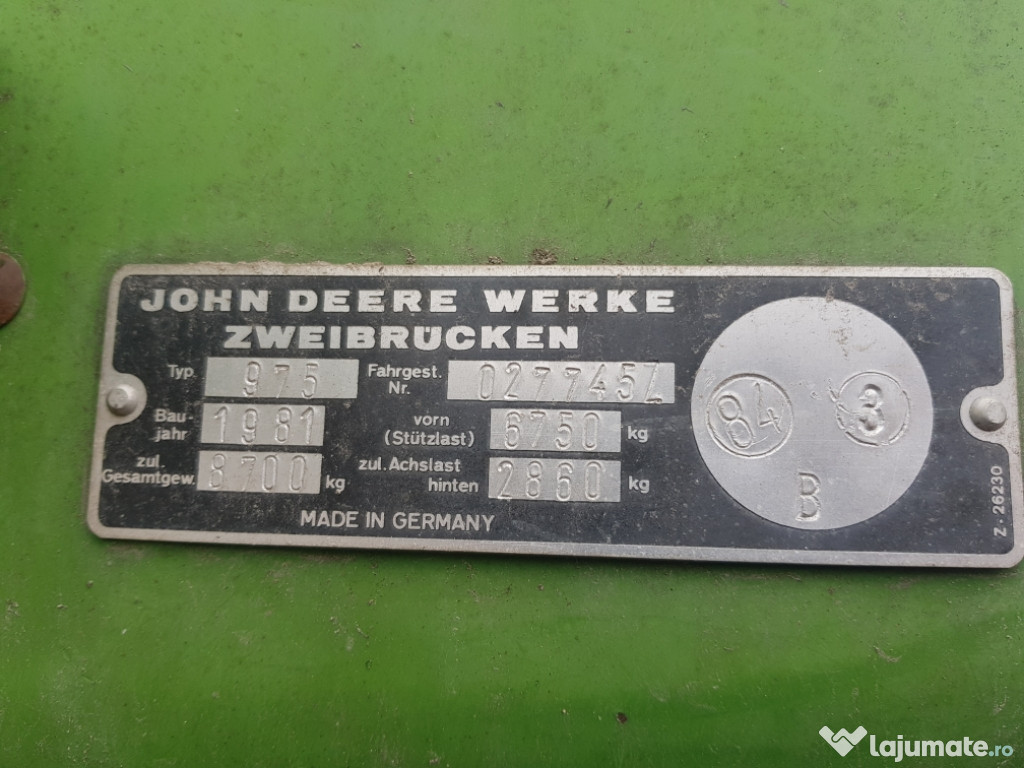 JOHN DEERE WERKE
ZWEIBRÜCKEN
Typ. 975 Fahrgest. Nr. 027745Z
Bau-jahr 1981 vorn (Stützlast) 6750 kg
zul. Gesamtgew. 8700 kg zul. Achslast hinten 2860 kg
MADE IN GERMANY
84 3
B
Z. 26230
lajumate.ro